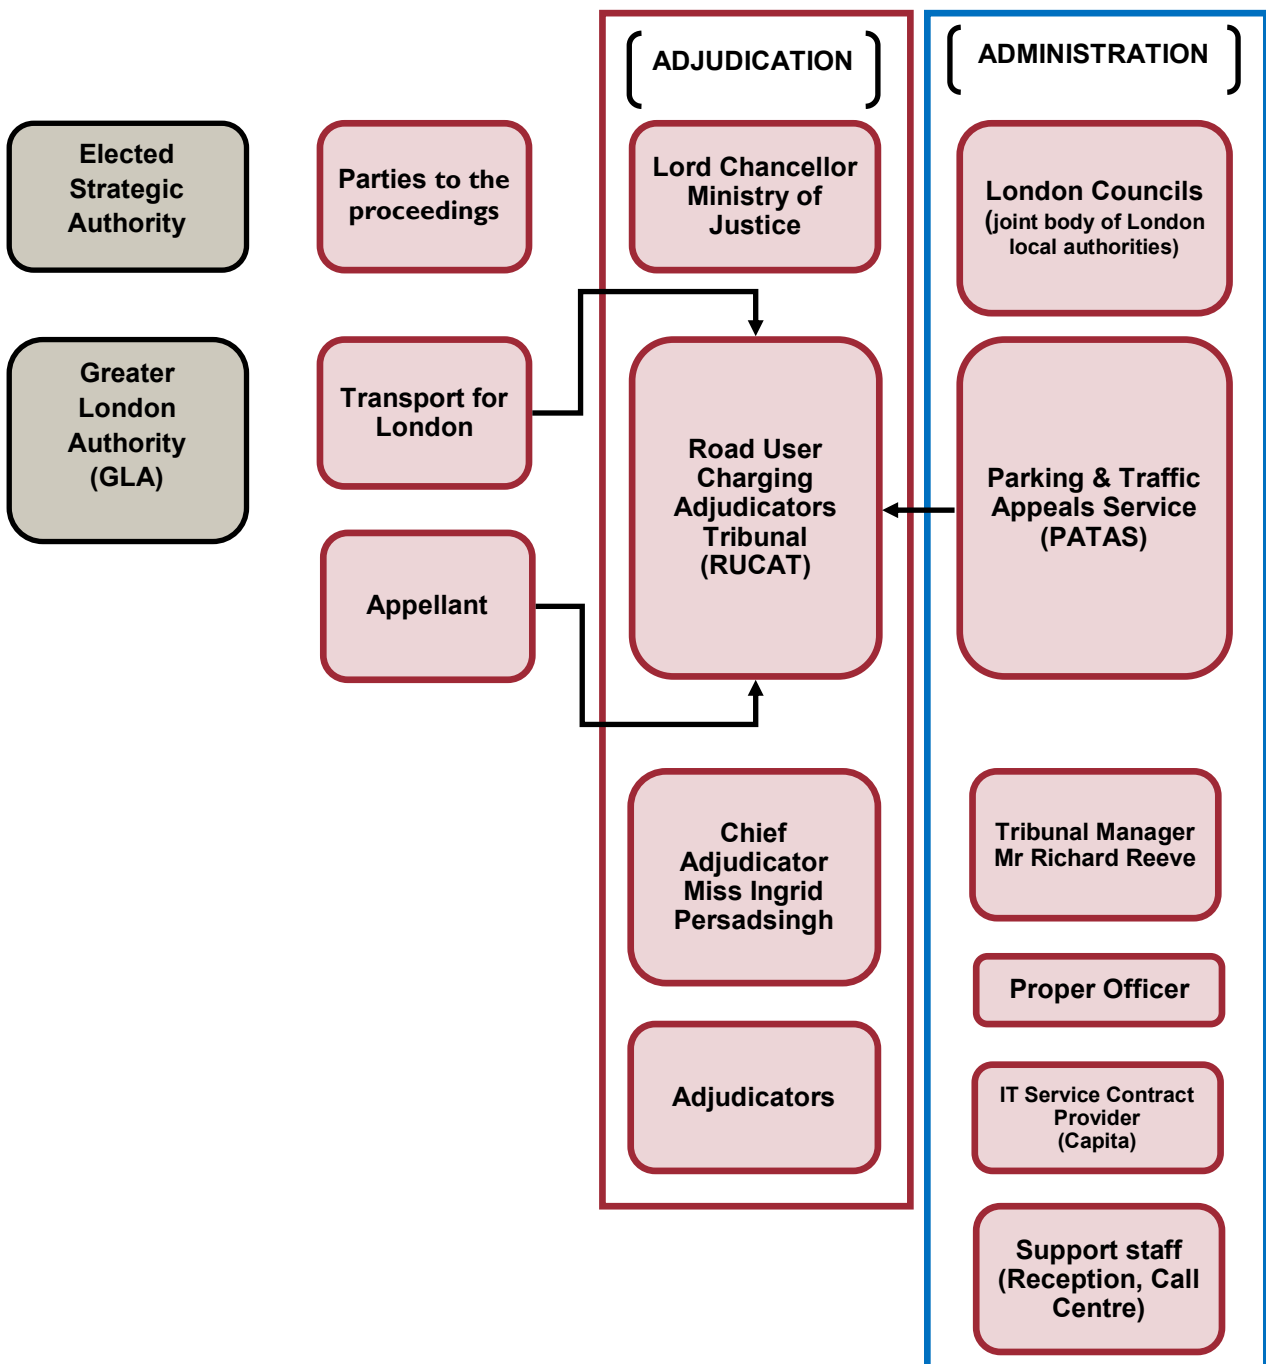 ADJUDICATION
ADMINISTRATION
Elected
Strategic
Authority
Parties to the
proceedings
Lord Chancellor
Ministry of
Justice
London Councils
(joint body of London
local authorities)
Greater
London
Authority
(GLA)
Transport for
London
Appellant
Road User
Charging
Adjudicators
Tribunal
(RUCAT)
Parking & Traffic
Appeals Service
(PATAS)
Chief
Adjudicator
Miss Ingrid
Persadsingh
Adjudicators
Tribunal Manager
Mr Richard Reeve
Proper Officer
IT Service Contract
Provider
(Capita)
Support staff
(Reception, Call
Centre)